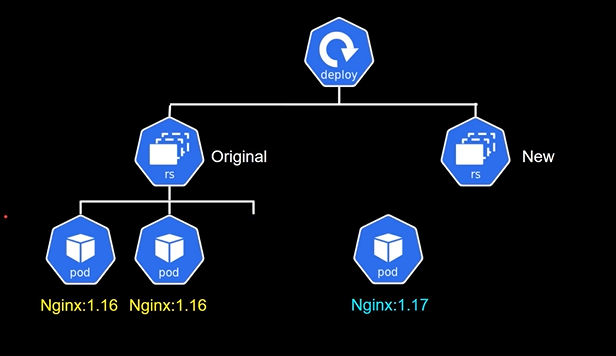 deploy
rs
Original
rs
New
pod
pod
pod
Nginx:1.16
Nginx:1.16
Nginx:1.17